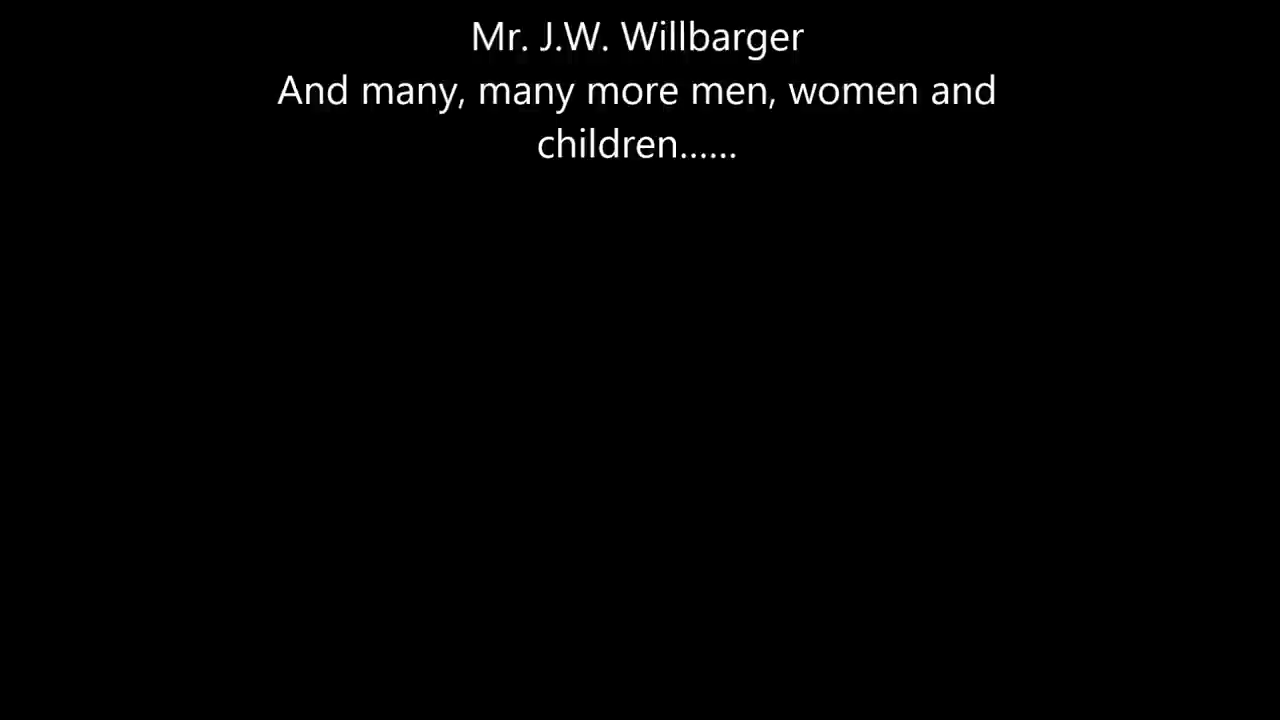 Mr. J.W. Willbarger
And many, many more men, women and
children......